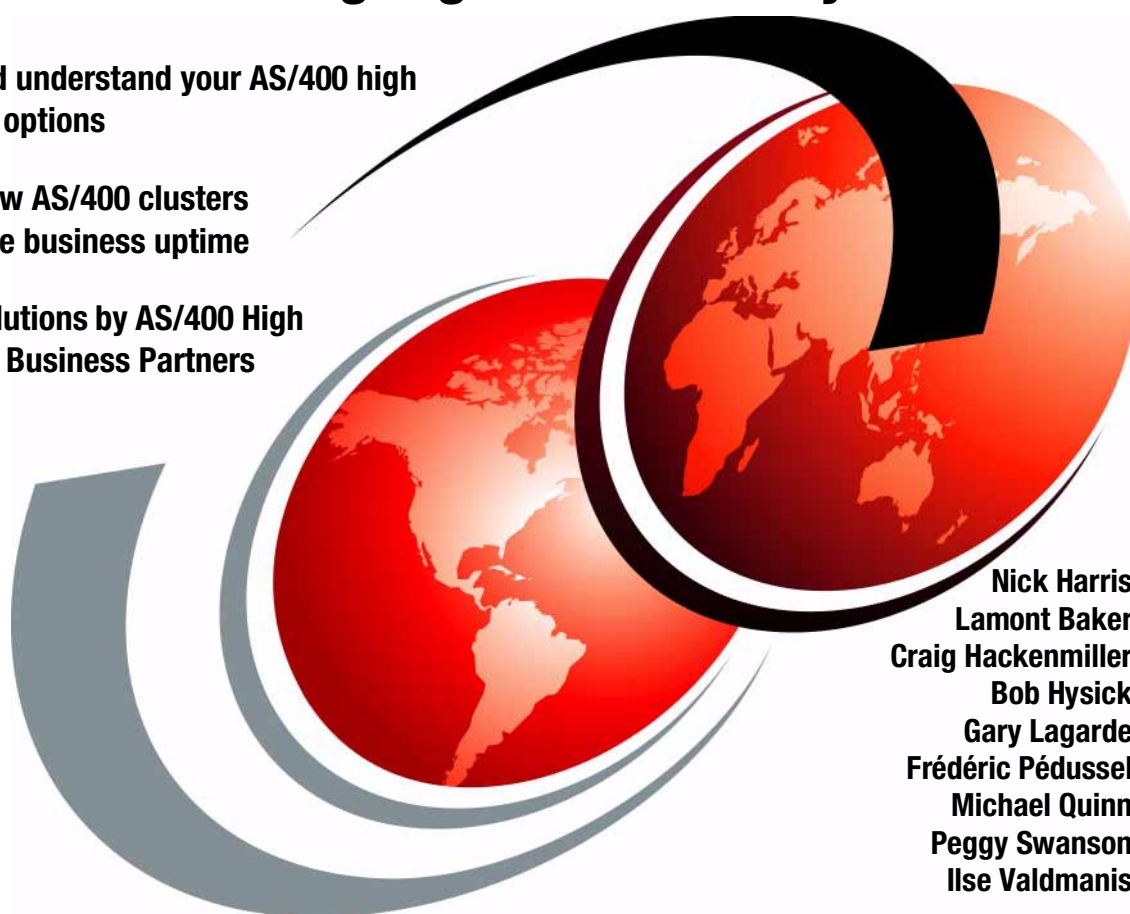 d understand your AS/400 high
options
w AS/400 clusters
e business uptime
lutions by AS/400 High
Business Partners
Nick Harris
Lamont Baker
Craig Hackenmiller
Bob Hysick
Gary Lagarde
Frédéric Pédussel
Michael Quinn
Peggy Swanson
Ilse Valdmanis